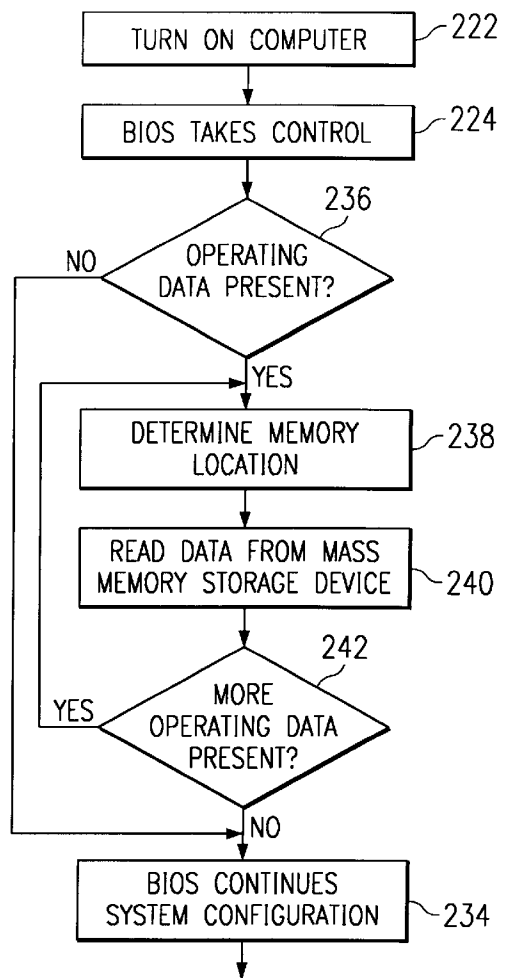 TURN ON COMPUTER
222
BIOS TAKES CONTROL
224
236
OPERATING
DATA PRESENT?
NO
YES
DETERMINE MEMORY
LOCATION
238
READ DATA FROM MASS
MEMORY STORAGE DEVICE
240
242
MORE
OPERATING DATA
PRESENT?
YES
NO
BIOS CONTINUES
SYSTEM CONFIGURATION
234